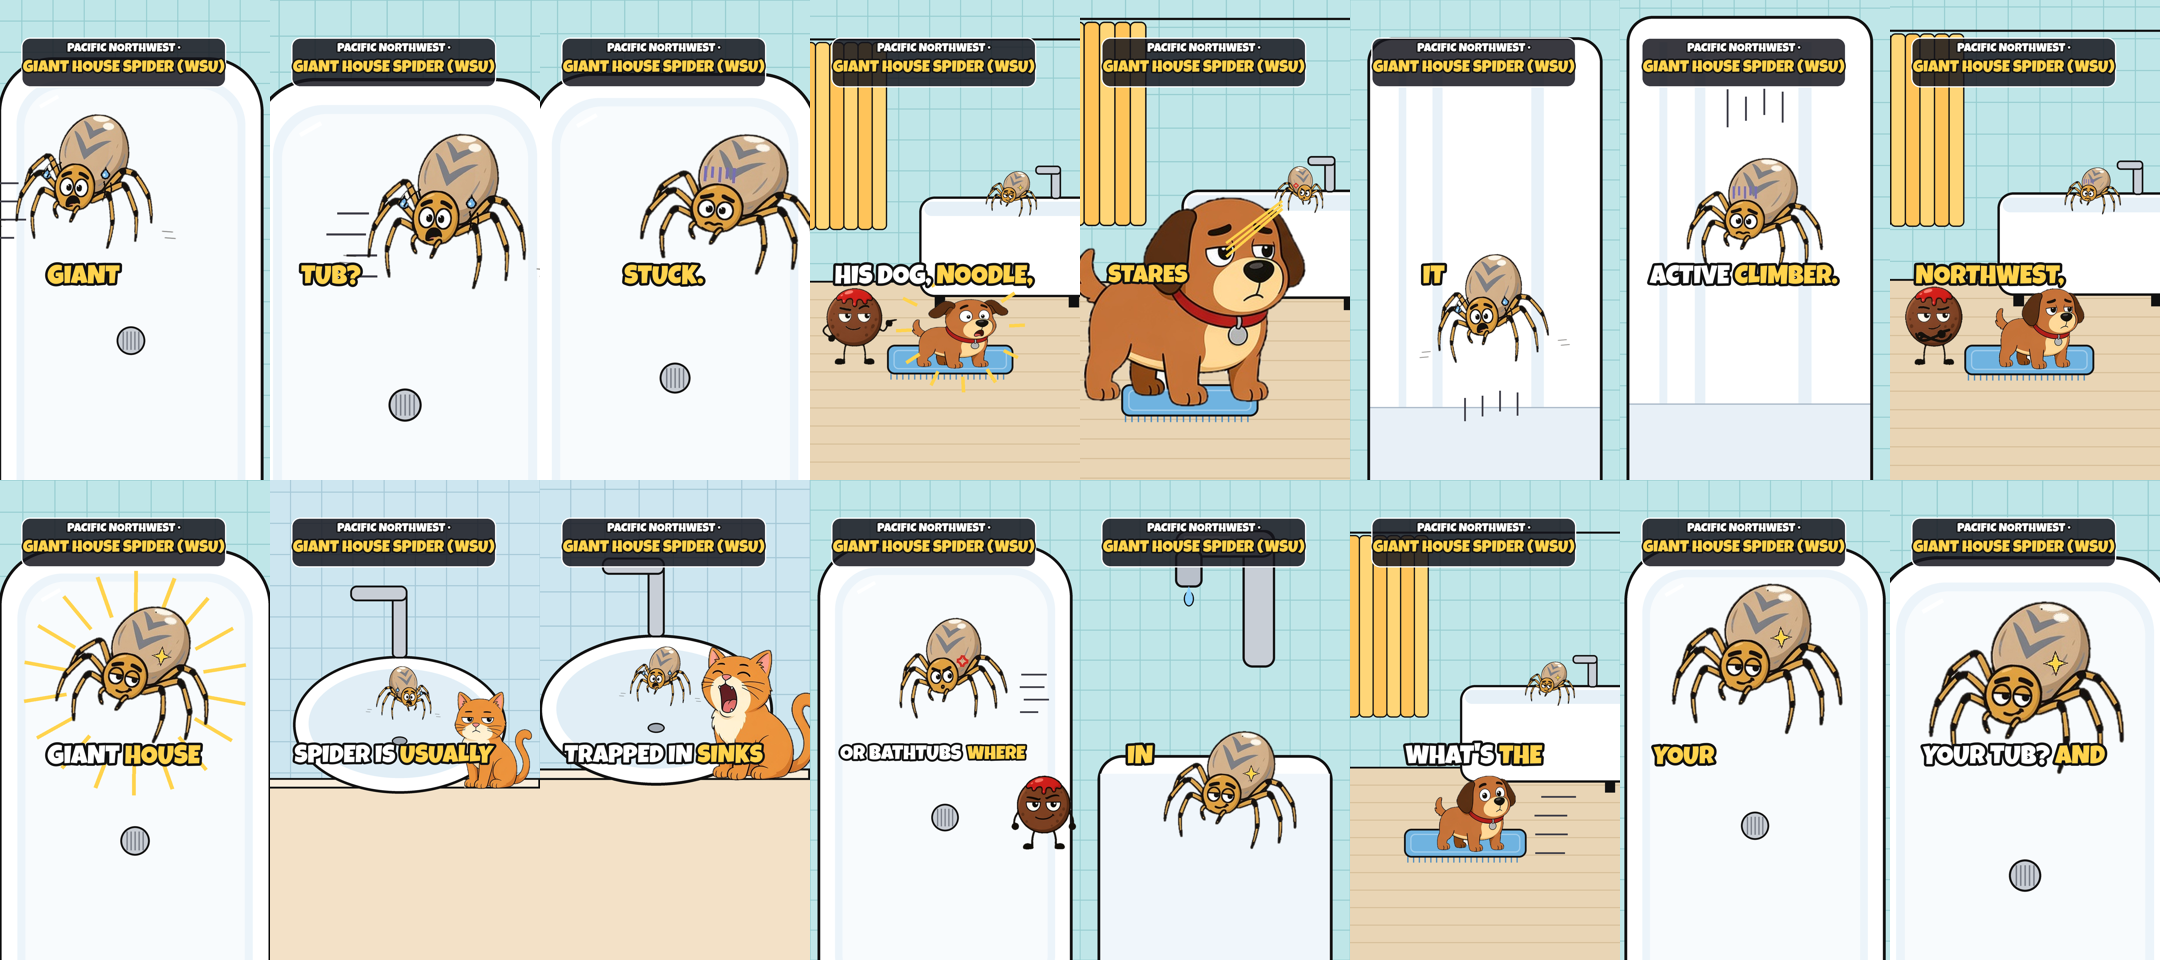 PACIFIC NORTHWEST ·
GIANT HOUSE SPIDER (WSU)
GIANT
PACIFIC NORTHWEST ·
GIANT HOUSE SPIDER (WSU)
TUB?
PACIFIC NORTHWEST ·
GIANT HOUSE SPIDER (WSU)
STUCK.
PACIFIC NORTHWEST ·
GIANT HOUSE SPIDER (WSU)
HIS DOG, NOODLE,
PACIFIC NORTHWEST ·
GIANT HOUSE SPIDER (WSU)
STARES
PACIFIC NORTHWEST ·
GIANT HOUSE SPIDER (WSU)
IT
PACIFIC NORTHWEST ·
GIANT HOUSE SPIDER (WSU)
ACTIVE CLIMBER.
PACIFIC NORTHWEST ·
GIANT HOUSE SPIDER (WSU)
NORTHWEST,
PACIFIC NORTHWEST ·
GIANT HOUSE SPIDER (WSU)
GIANT HOUSE
PACIFIC NORTHWEST ·
GIANT HOUSE SPIDER (WSU)
SPIDER IS USUALLY
PACIFIC NORTHWEST ·
GIANT HOUSE SPIDER (WSU)
TRAPPED IN SINKS
PACIFIC NORTHWEST ·
GIANT HOUSE SPIDER (WSU)
OR BATHTUBS WHERE
PACIFIC NORTHWEST ·
GIANT HOUSE SPIDER (WSU)
IN
PACIFIC NORTHWEST ·
GIANT HOUSE SPIDER (WSU)
WHAT'S THE
PACIFIC NORTHWEST ·
GIANT HOUSE SPIDER (WSU)
YOUR
PACIFIC NORTHWEST ·
GIANT HOUSE SPIDER (WSU)
YOUR TUB? AND